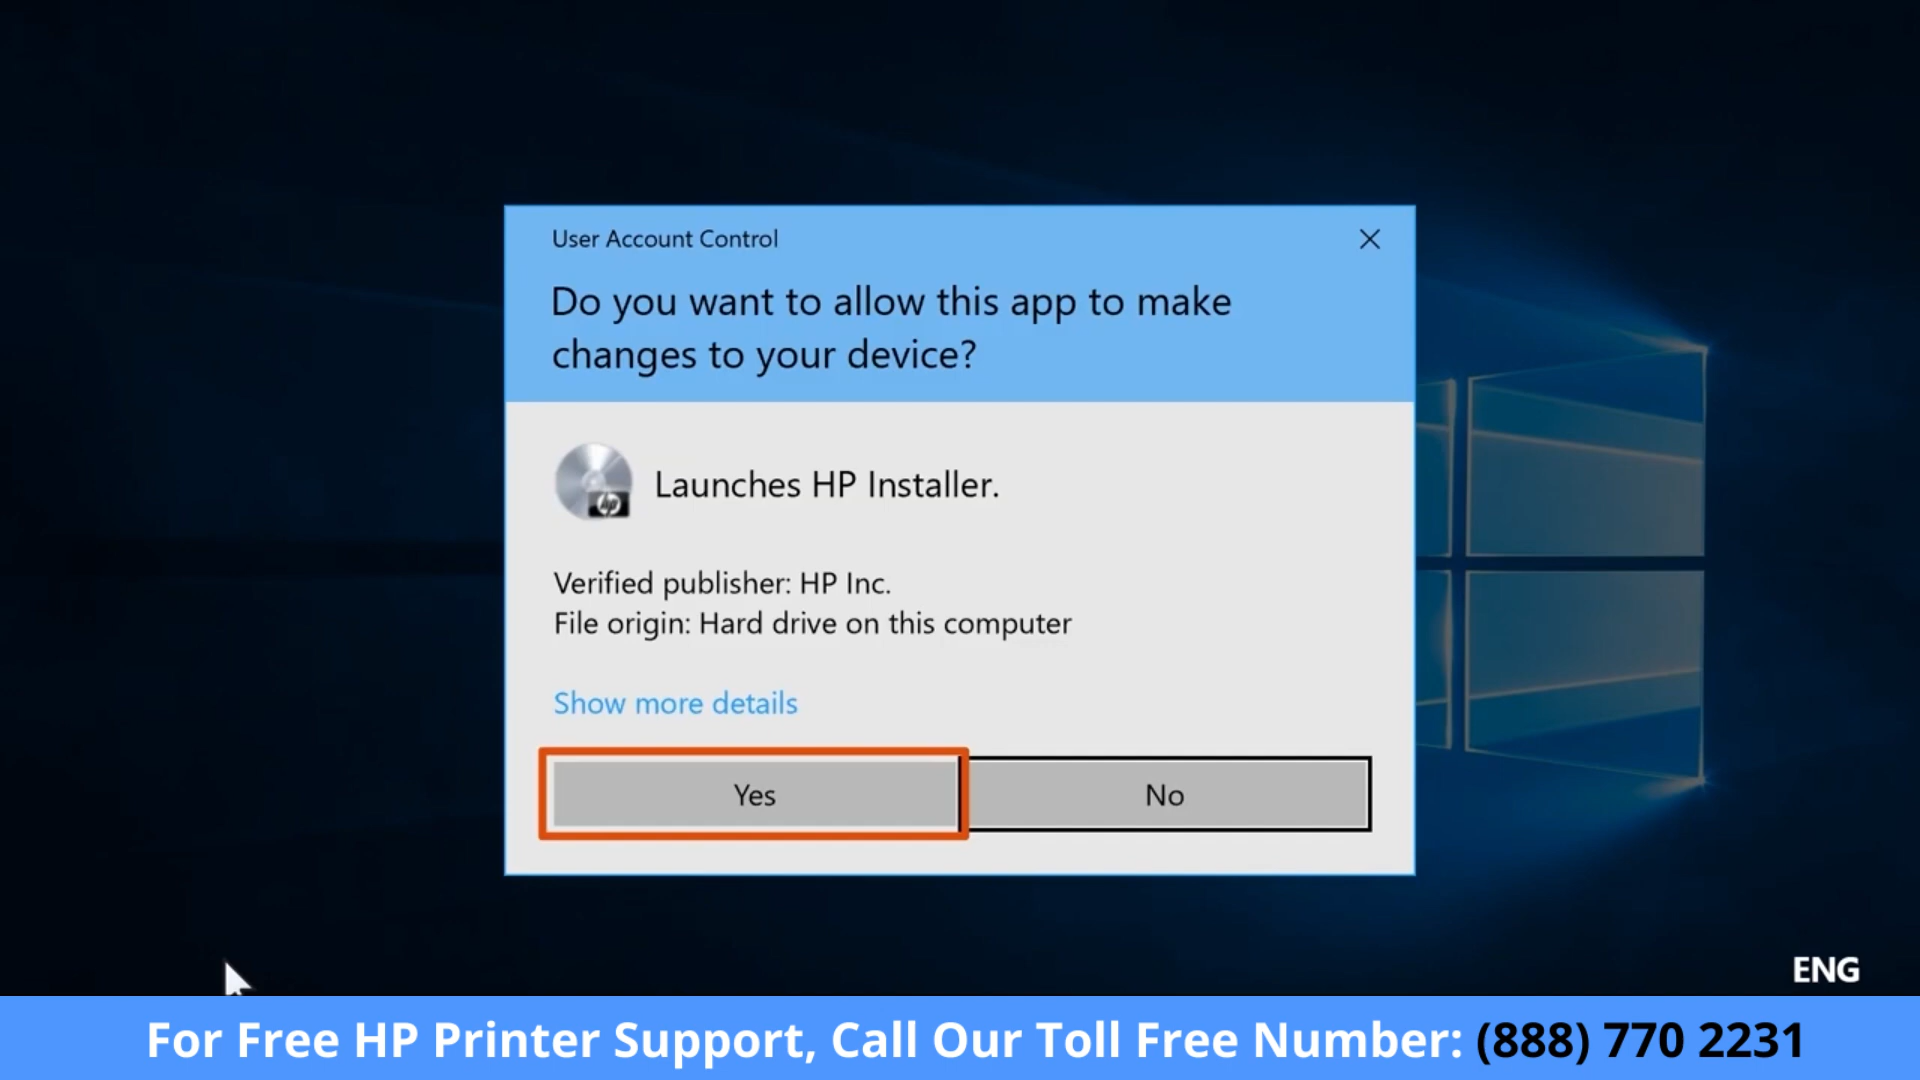 User Account Control
Do you want to allow this app to make
changes to your device?
hp
Launches HP Installer.
Verified publisher: HP Inc.
File origin: Hard drive on this computer
Show more details
Yes
No
ENG
For Free HP Printer Support, Call Our Toll Free Number: (888) 770 2231